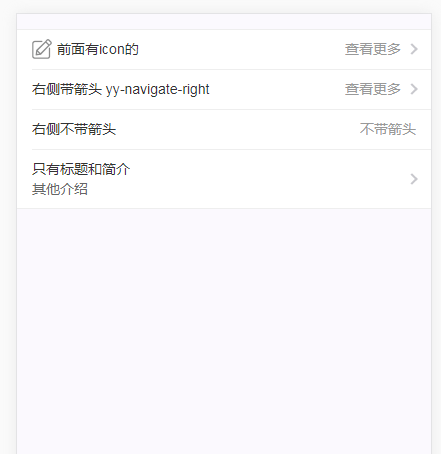 前面有icon的 查看更多
右侧带箭头 yy-navigate-right 查看更多
右侧不带箭头 不带箭头
只有标题和简介
其他介绍